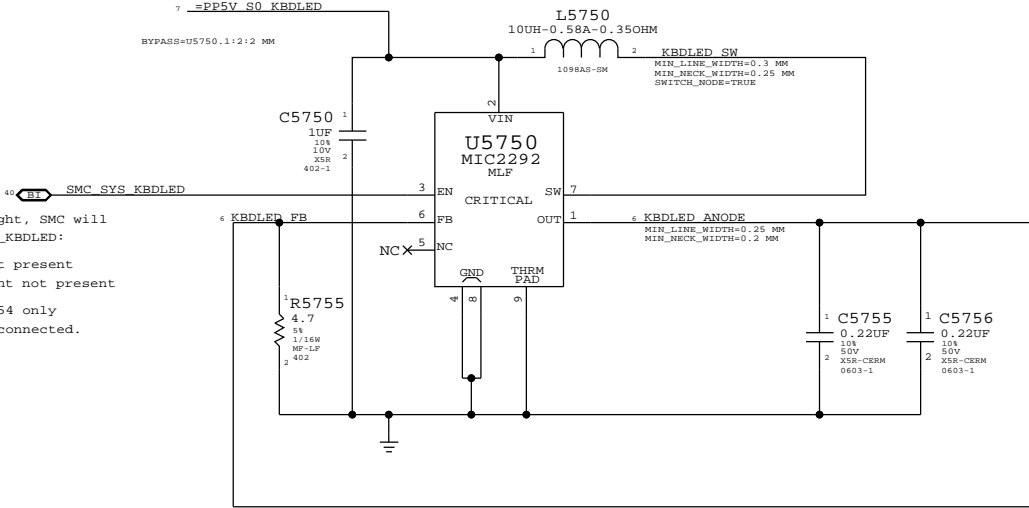 7 =PP5V_S0_KBDLED
BYPASS=U5750.1:2:2 MM
L5750
10UH-0.58A-0.35OHM
1 2
1098AS-SM
KBDLED_SW
MIN_LINE_WIDTH=0.3 MM
MIN_NECK_WIDTH=0.25 MM
SWITCH_NODE=TRUE
C5750
1UF
10%
10V
X5R
402-1
1
2
2
VIN
U5750
MIC2292
MLF
CRITICAL
3 EN
6 FB
5 NC
NC
SW 7
OUT 1
GND
THRM
PAD
4 8 9
40 BI SMC_SYS_KBDLED
ght, SMC will
_KBDLED:
t present
nt not present
54 only
connected.
6 KBDLED_FB
6 KBDLED_ANODE
MIN_LINE_WIDTH=0.25 MM
MIN_NECK_WIDTH=0.2 MM
1
R5755
4.7
5%
1/16W
MF-LF
402
2
1
C5755
0.22UF
10%
50V
X5R-CERM
0603-1
2
1
C5756
0.22UF
10%
50V
X5R-CERM
0603-1
2